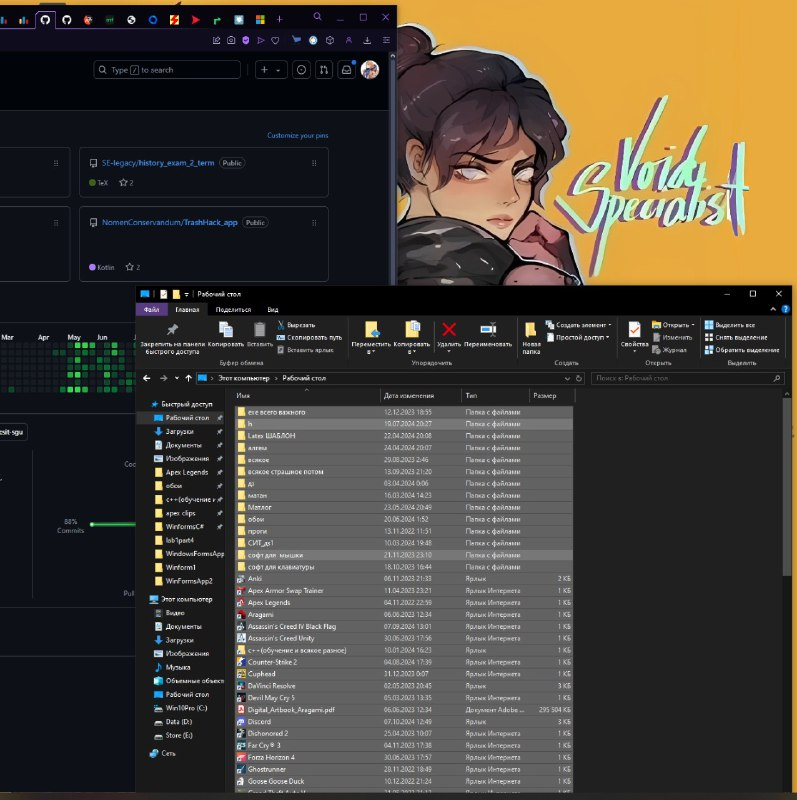 Type / to search
Customize your pins
SE-legacy/history_exam_2_term Public
TeX 2
NomenConservandum/TrashHack_app Public
Kotlin 2
Void
Specialist
Mar Apr May Jun
csit-sgu
88%
Commits
Рабочий стол
Файл Главная Поделиться Вид
Закрепить на панели быстрого доступа
Копировать
Вставить
Вырезать
Скопировать путь
Вставить ярлык
Буфер обмена
Переместить в
Копировать в
Удалить
Переименовать
Упорядочить
Новая папка
Создать элемент
Простой доступ
Создать
Свойства
Открыть
Изменить
Журнал
Открыть
Выделить все
Снять выделение
Обратить выделение
Выделить
Этот компьютер > Рабочий стол
Поиск в: Рабочий стол
Быстрый доступ
Рабочий стол
Загрузки
Документы
Изображения
Apex Legends
обои
с++(обучение и
apex clips
WinformsC#
lab1part4
WindowsFormsApp
Winform1
WinFormsApp2
Этот компьютер
Видео
Документы
Загрузки
Изображения
Музыка
Объемные объект
Рабочий стол
Win10Pro (C:)
Data (D:)
Store (E:)
Сеть
Имя Дата изменения Тип Размер
exe всего важного 12.12.2023 18:55 Папка с файлами
h 19.07.2024 20:27 Папка с файлами
Latex ШАБЛОН 22.04.2024 20:08 Папка с файлами
алгем 24.04.2024 20:07 Папка с файлами
всякое 29.08.2023 2:46 Папка с файлами
всякое страшное потом 13.09.2023 21:20 Папка с файлами
дз 03.04.2024 0:06 Папка с файлами
матан 16.03.2024 14:23 Папка с файлами
Матлог 23.05.2024 20:49 Папка с файлами
обои 20.06.2024 1:52 Папка с файлами
проги 13.11.2022 11:51 Папка с файлами
СИТ_дз1 10.03.2024 19:48 Папка с файлами
софт для мышки 21.11.2023 23:10 Папка с файлами
софт для клавиатуры 18.10.2023 16:44 Папка с файлами
Anki 06.11.2023 21:33 Ярлык 2 КБ
Apex Armor Swap Trainer 11.04.2023 23:21 Ярлык Интернета 1 КБ
Apex Legends 04.11.2022 22:59 Ярлык Интернета 1 КБ
Aragami 06.06.2023 12:34 Ярлык Интернета 1 КБ
Assassin's Creed IV Black Flag 07.09.2024 13:01 Ярлык Интернета 1 КБ
Assassin's Creed Unity 30.06.2023 17:56 Ярлык Интернета 1 КБ
с++(обучение и всякое разное) 10.01.2024 16:23 Ярлык 1 КБ
Counter-Strike 2 04.08.2024 17:39 Ярлык Интернета 1 КБ
Cuphead 31.12.2023 0:07 Ярлык Интернета 1 КБ
DaVinci Resolve 02.05.2023 20:45 Ярлык 3 КБ
Devil May Cry 5 05.03.2023 13:35 Ярлык Интернета 1 КБ
Digital_Artbook_Aragami.pdf 06.06.2023 12:34 Документ Adobe ... 295 504 КБ
Discord 07.10.2024 12:49 Ярлык 3 КБ
Dishonored 2 25.04.2023 10:07 Ярлык Интернета 1 КБ
Far Cry® 3 04.11.2023 17:38 Ярлык Интернета 1 КБ
Forza Horizon 4 30.06.2023 17:57 Ярлык Интернета 1 КБ
Ghostrunner 28.11.2022 18:49 Ярлык Интернета 1 КБ
Goose Goose Duck 10.12.2022 21:24 Ярлык Интернета 1 КБ